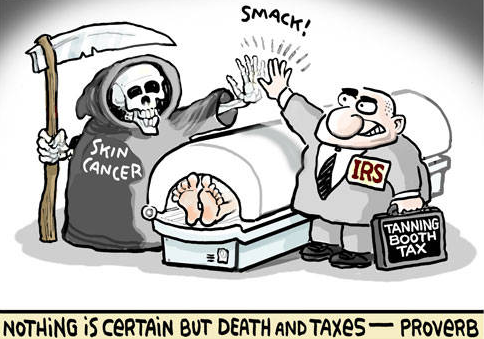 SMACK!
SKIN
CANCER
IRS
TANNING
BOOTH
TAX
NOTHING IS CERTAIN BUT DEATH AND TAXES — PROVERB